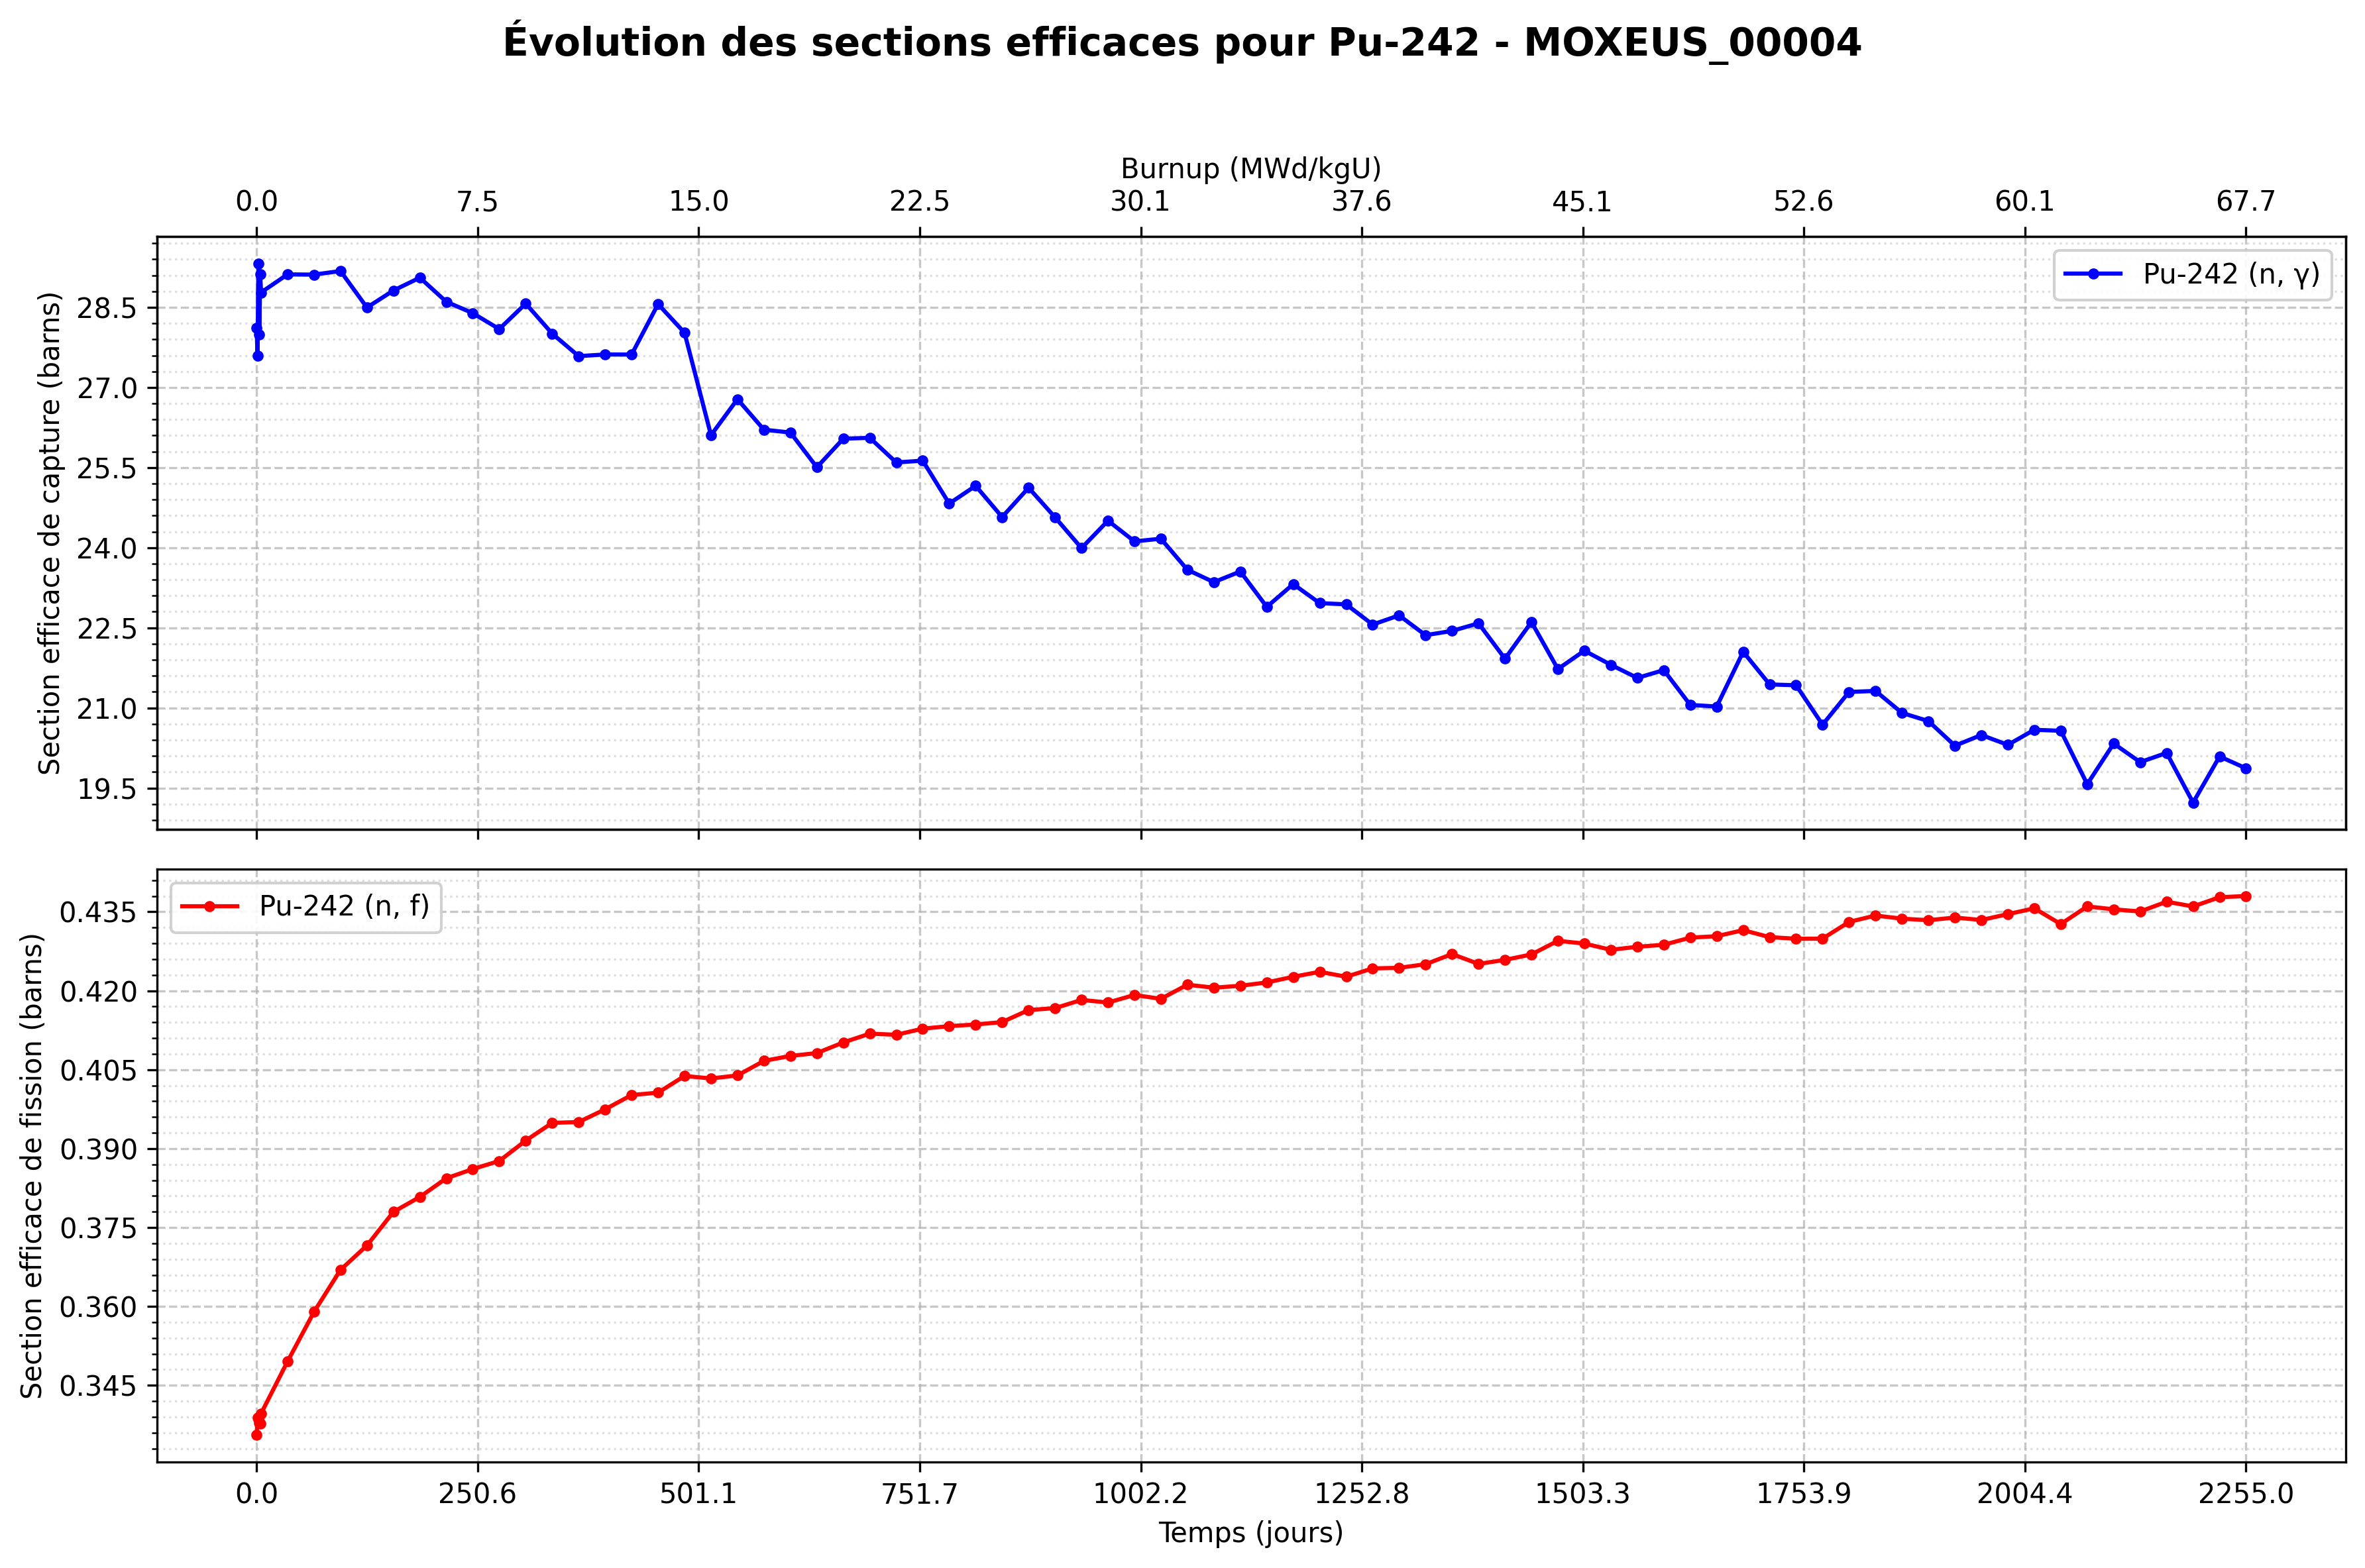 Évolution des sections efficaces pour Pu-242 - MOXEUS_00004
Burnup (MWd/kgU)
0.0 7.5 15.0 22.5 30.1 37.6 45.1 52.6 60.1 67.7
Section efficace de capture (barns)
28.5
27.0
25.5
24.0
22.5
21.0
19.5
Pu-242 (n, γ)
Section efficace de fission (barns)
0.435
0.420
0.405
0.390
0.375
0.360
0.345
Pu-242 (n, f)
0.0 250.6 501.1 751.7 1002.2 1252.8 1503.3 1753.9 2004.4 2255.0
Temps (jours)